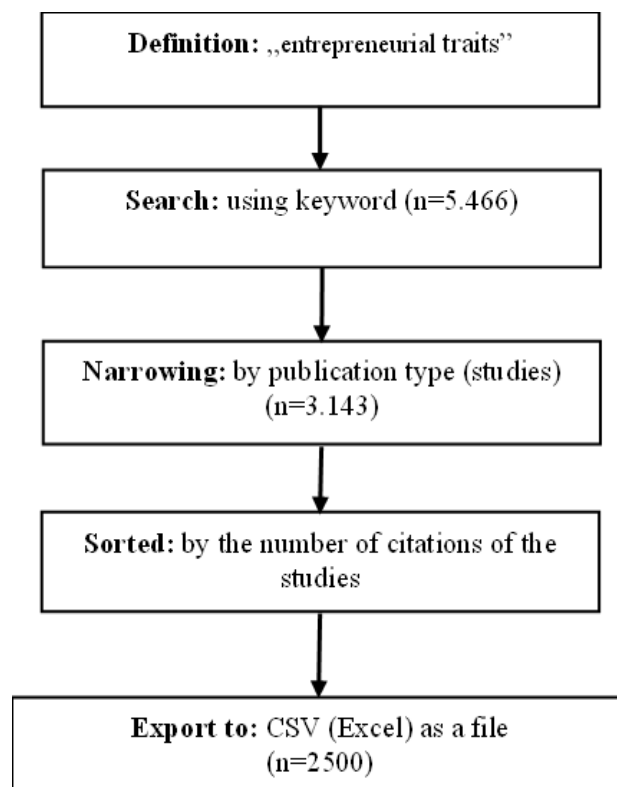 Definition: ,,entrepreneurial traits”
Search: using keyword (n=5.466)
Narrowing: by publication type (studies)
(n=3.143)
Sorted: by the number of citations of the
studies
Export to: CSV (Excel) as a file
(n=2500)